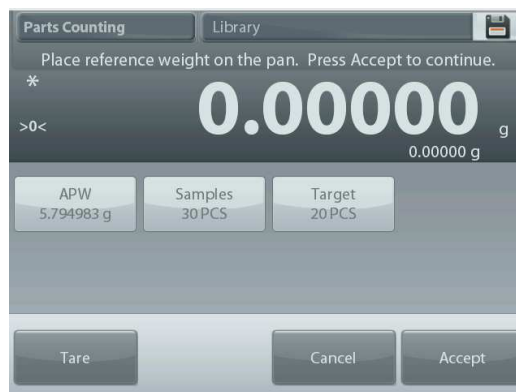 Parts Counting
Library
Place reference weight on the pan. Press Accept to continue.
*
>0<
0.00000 g
0.00000 g
APW
5.794983 g
Samples
30 PCS
Target
20 PCS
Tare
Cancel
Accept